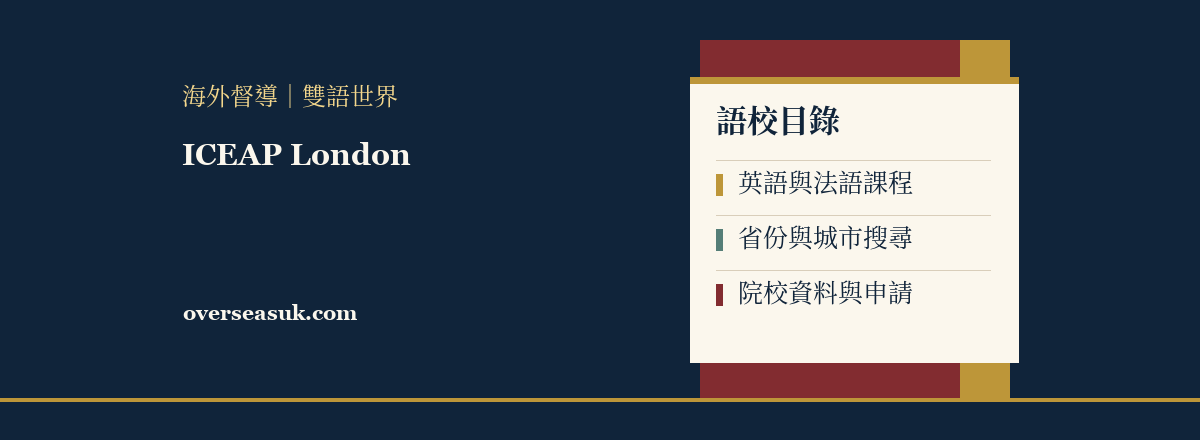 海外督導｜雙語世界
ICEAP London
overseasuk.com
語校目錄
英語與法語課程
省份與城市搜尋
院校資料與申請